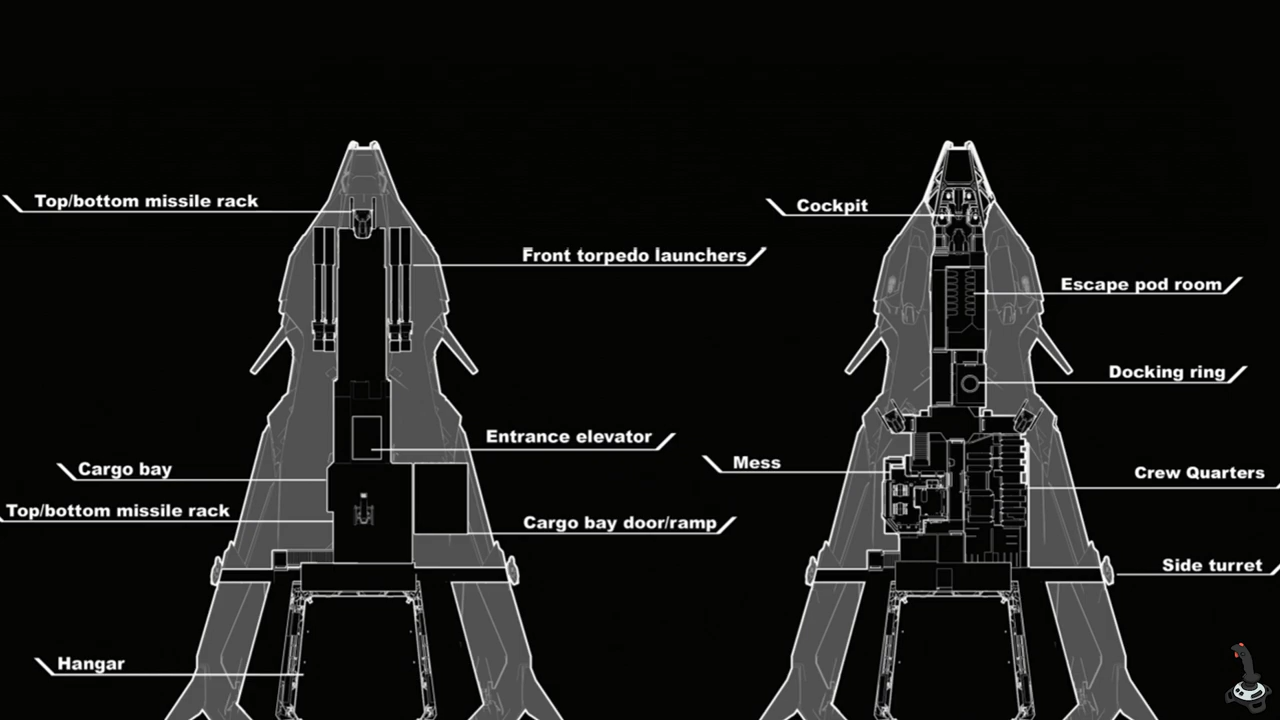 Top/bottom missile rack
Front torpedo launchers
Entrance elevator
Cargo bay
Top/bottom missile rack
Cargo bay door/ramp
Hangar
Cockpit
Escape pod room
Docking ring
Mess
Crew Quarters
Side turret